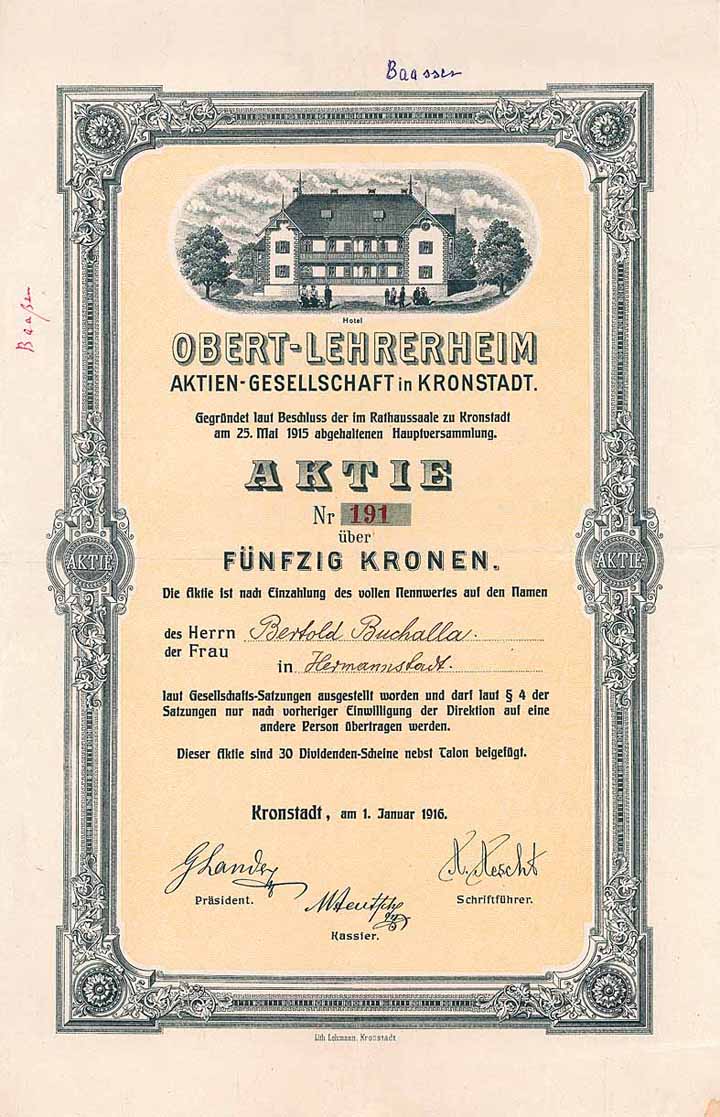 Baassen
Baaßen
Hotel
OBERT-LEHRERHEIM
AKTIEN-GESELLSCHAFT in KRONSTADT.
Gegründet laut Beschluss der im Rathaussaale zu Kronstadt
am 25. Mai 1915 abgehaltenen Hauptversammlung.
AKTIE
Nr 191
über
FÜNFZIG KRONEN.
AKTIE
AKTIE
Die Aktie ist nach Einzahlung des vollen Nennwertes auf den Namen
des Herrn Bertold Buchalla.
der Frau
in Hermannstadt.
laut Gesellschafts-Satzungen ausgestellt worden und darf laut § 4 der
Satzungen nur nach vorheriger Einwilligung der Direktion auf eine
andere Person übertragen werden.
Dieser Aktie sind 30 Dividenden-Scheine nebst Talon beigefügt.
Kronstadt, am 1. Januar 1916.
Präsident.
Schriftführer.
Kassier.
Lith Lehmann, Kronstadt